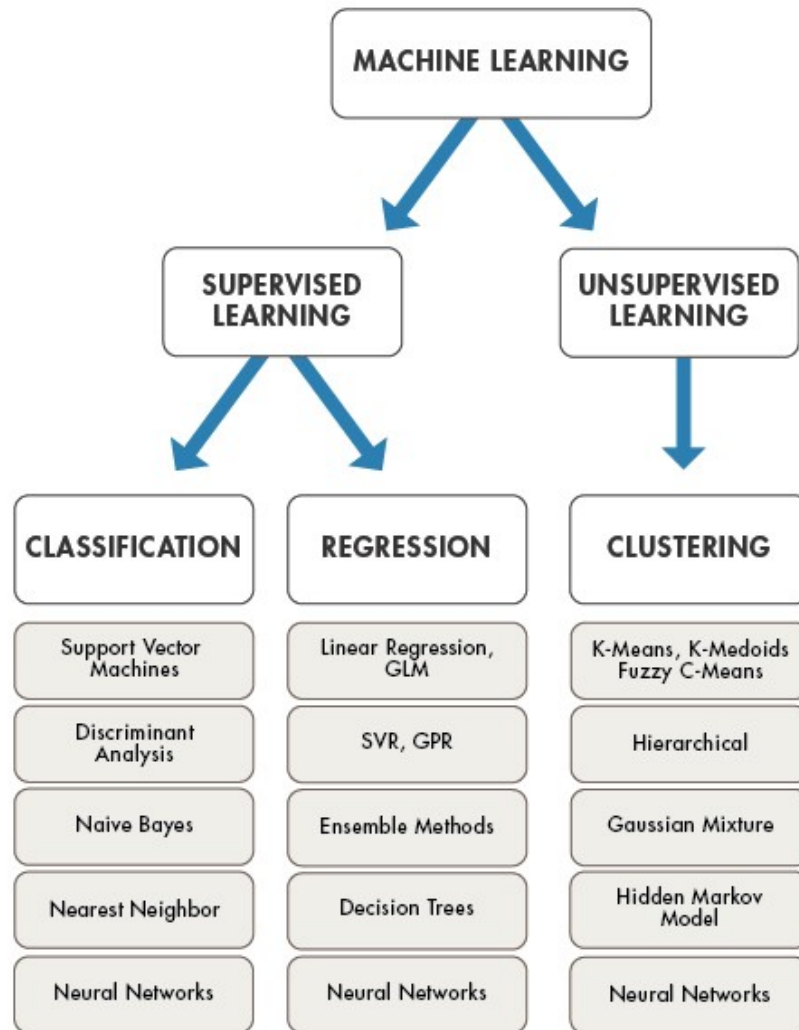 MACHINE LEARNING
SUPERVISED
LEARNING
UNSUPERVISED
LEARNING
CLASSIFICATION
Support Vector
Machines
Discriminant
Analysis
Naive Bayes
Nearest Neighbor
Neural Networks
REGRESSION
Linear Regression,
GLM
SVR, GPR
Ensemble Methods
Decision Trees
Neural Networks
CLUSTERING
K-Means, K-Medoids
Fuzzy C-Means
Hierarchical
Gaussian Mixture
Hidden Markov
Model
Neural Networks